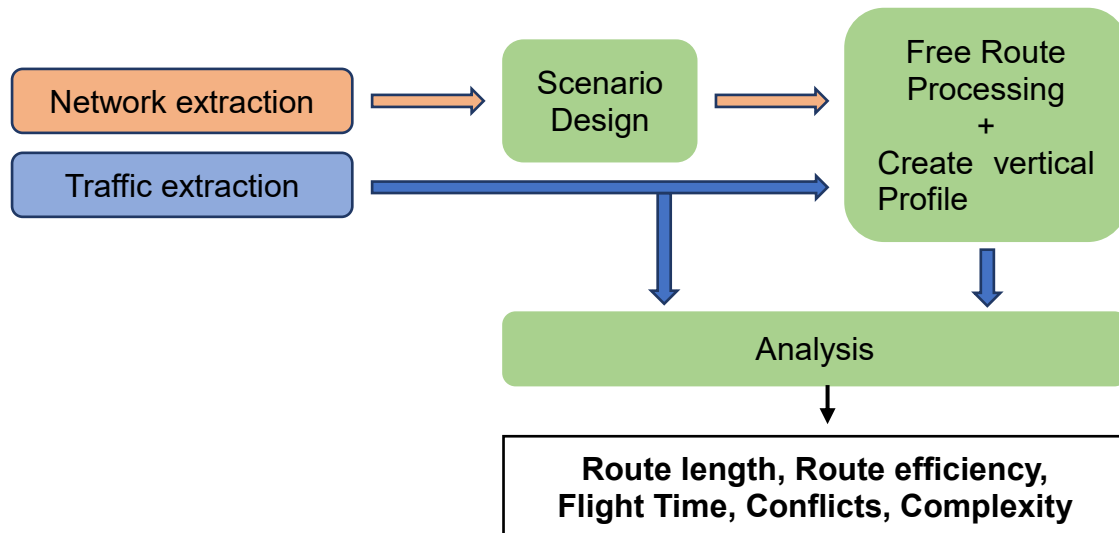 Network extraction
Traffic extraction
Scenario
Design
Free Route
Processing
+
Create vertical
Profile
Analysis
Route length, Route efficiency,
Flight Time, Conflicts, Complexity